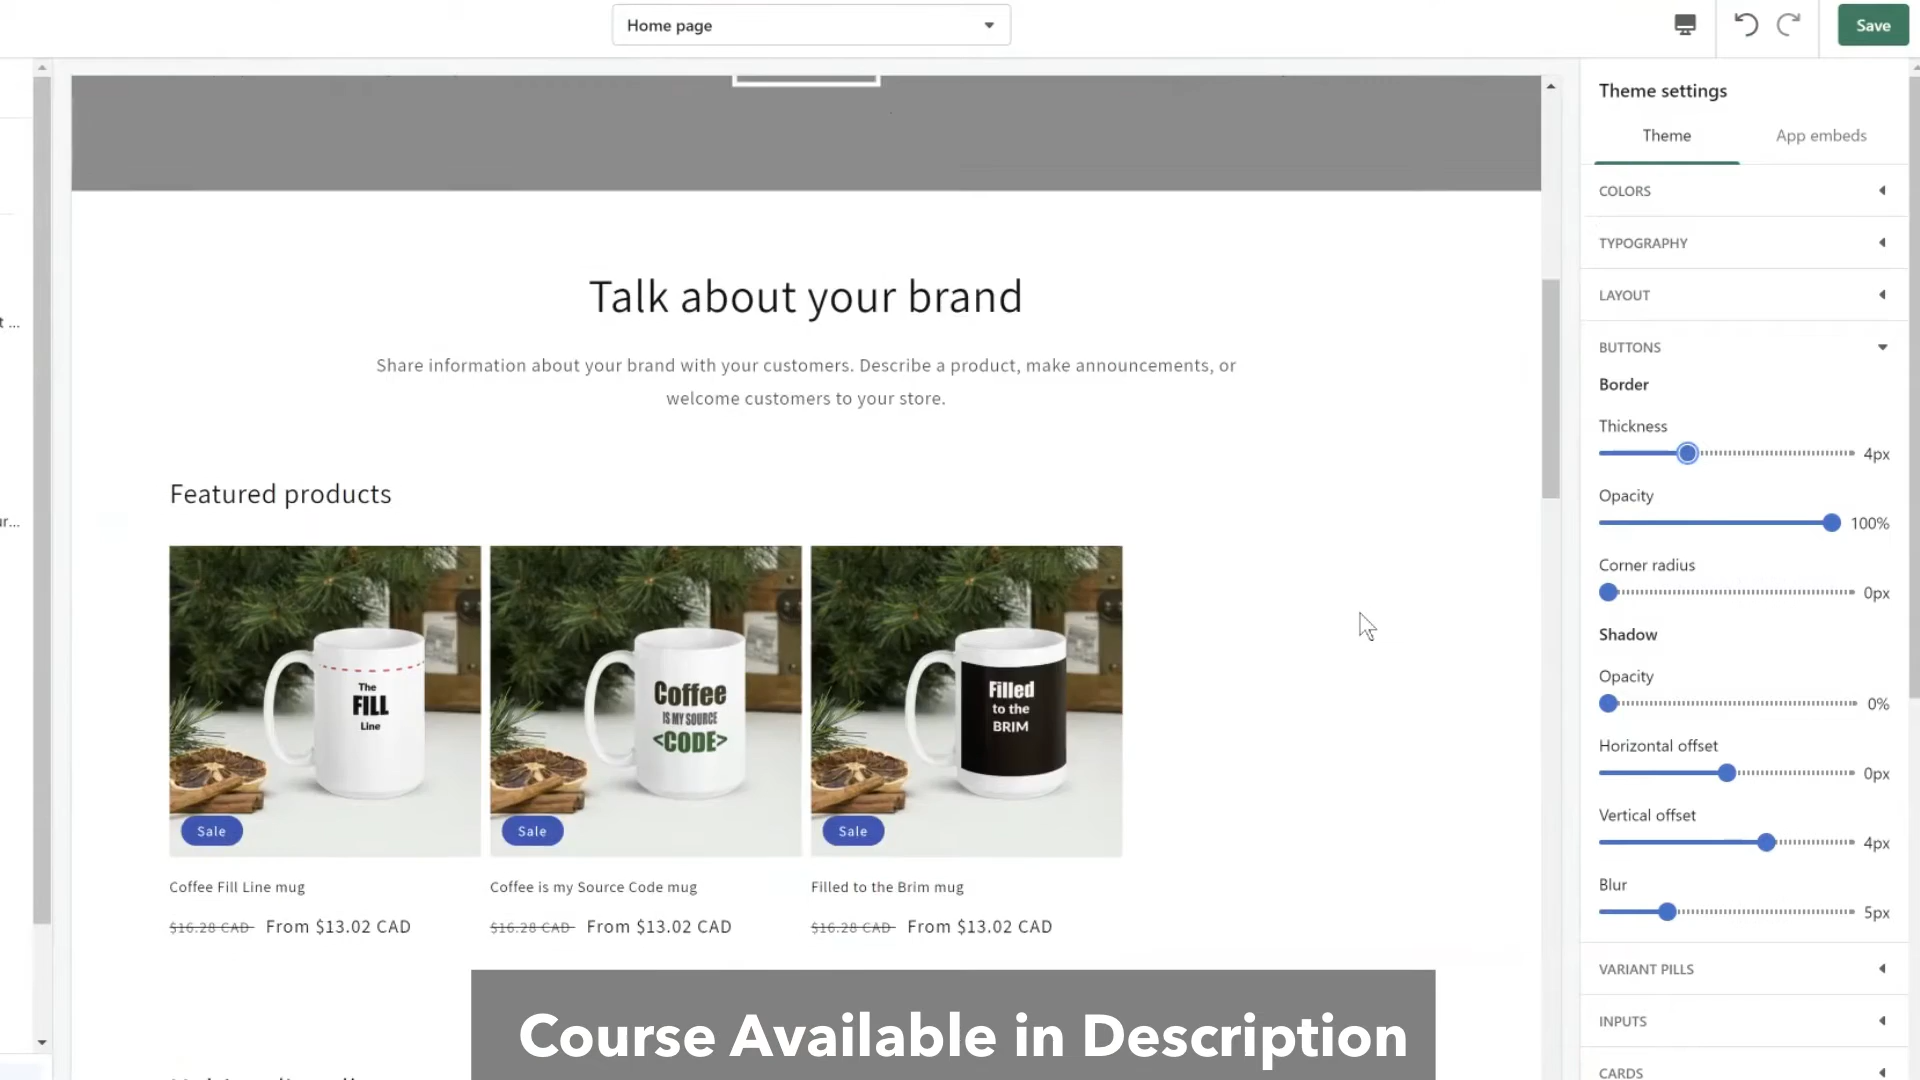 Home page
Save
Theme settings
Theme
App embeds
COLORS
TYPOGRAPHY
LAYOUT
BUTTONS
Border
Thickness
4px
Opacity
100%
Corner radius
0px
Shadow
Opacity
0%
Horizontal offset
0px
Vertical offset
4px
Blur
5px
VARIANT PILLS
INPUTS
CARDS
t ...
ur...
Talk about your brand
Share information about your brand with your customers. Describe a product, make announcements, or
welcome customers to your store.
Featured products
The
FILL
Line
Sale
Coffee Fill Line mug
$16.28 CAD From $13.02 CAD
Coffee
IS MY SOURCE
<CODE>
Sale
Coffee is my Source Code mug
$16.28 CAD From $13.02 CAD
Filled
to the
BRIM
Sale
Filled to the Brim mug
$16.28 CAD From $13.02 CAD
Course Available in Description